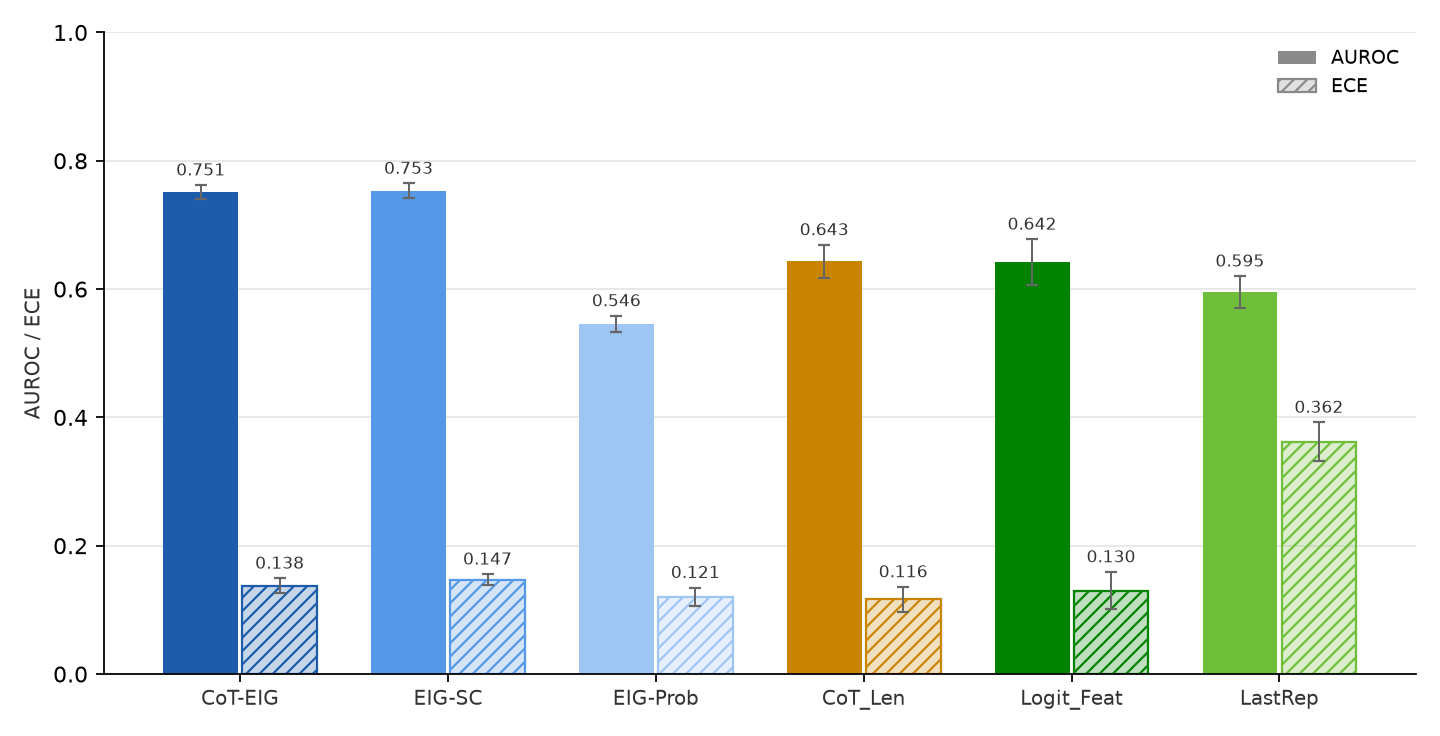 AUROC
ECE
AUROC / ECE
1.0
0.8
0.6
0.4
0.2
0.0
0.751
0.138
0.753
0.147
0.546
0.121
0.643
0.116
0.642
0.130
0.595
0.362
CoT-EIG
EIG-SC
EIG-Prob
CoT_Len
Logit_Feat
LastRep